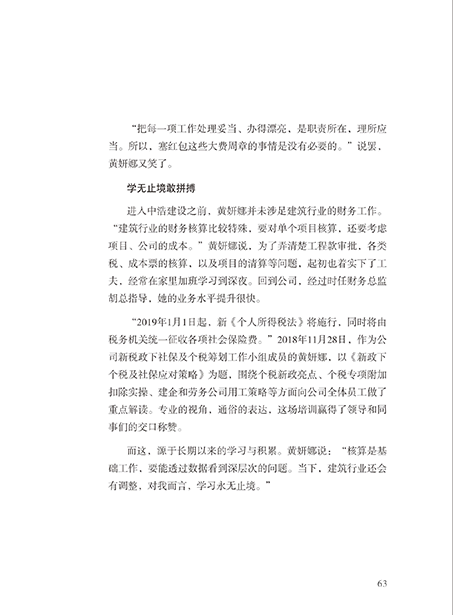 “把每一项工作处理妥当、办得漂亮，是职责所在，理所应
当。所以，塞红包这些大费周章的事情是没有必要的。”说罢，
黄妍娜又笑了。
学无止境敢拼搏
进入中浩建设之前，黄妍娜并未涉足建筑行业的财务工作。
“建筑行业的财务核算比较特殊，要对单个项目核算，还要考虑
项目、公司的成本。”黄妍娜说，为了弄清楚工程款审批，各类
税、成本票的核算，以及项目的清算等问题，起初也着实下了工
夫，经常在家里加班学习到深夜。回到公司，经过时任财务总监
胡总指导，她的业务水平提升很快。
“2019年1月1日起，新《个人所得税法》将施行，同时将由
税务机关统一征收各项社会保险费。”2018年11月28日，作为公
司新税政下社保及个税筹划工作小组成员的黄妍娜，以《新政下
个税及社保应对策略》为题，围绕个税新政亮点、个税专项附加
扣除实操、建企和劳务公司用工策略等方面向公司全体员工做了
重点解读。专业的视角，通俗的表达，这场培训赢得了领导和同
事们的交口称赞。
而这，源于长期以来的学习与积累。黄妍娜说：“核算是基
础工作，要能透过数据看到深层次的问题。当下，建筑行业还会
有调整，对我而言，学习永无止境。”
63